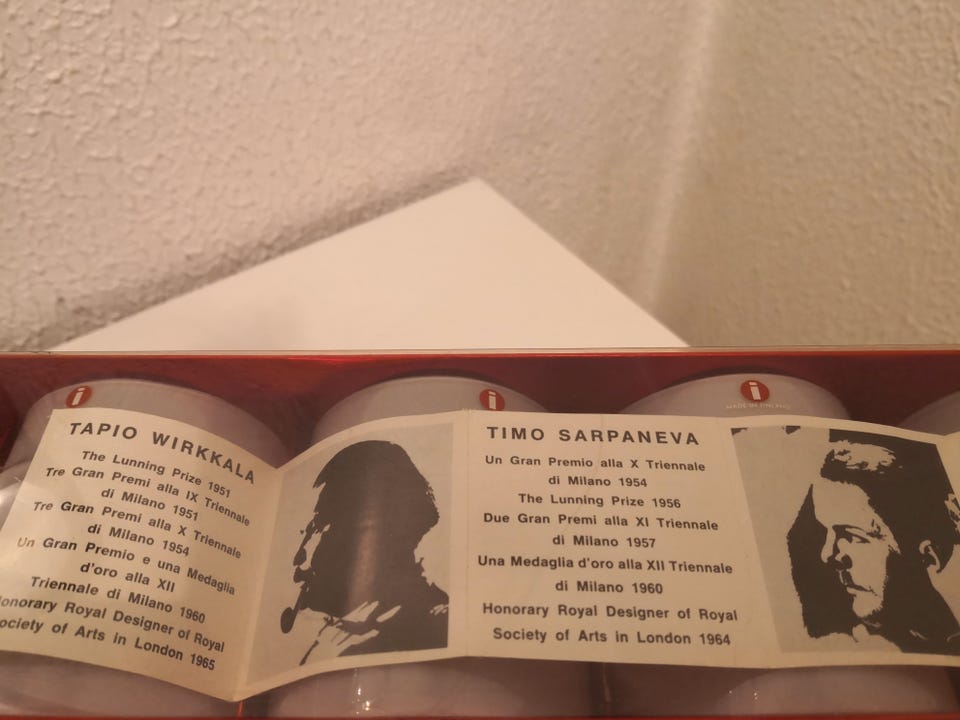 TAPIO WIRKKALA
The Lunning Prize 1951
Tre Gran Premi alla IX Triennale
di Milano 1951
Tre Gran Premi alla X Triennale
di Milano 1954
Un Gran Premio e una Medaglia
d'oro alla XII
Triennale di Milano 1960
Honorary Royal Designer of Royal
Society of Arts in London 1965
TIMO SARPANEVA
Un Gran Premio alla X Triennale
di Milano 1954
The Lunning Prize 1956
Due Gran Premi alla XI Triennale
di Milano 1957
Una Medaglia d'oro alla XII Triennale
di Milano 1960
Honorary Royal Designer of Royal
Society of Arts in London 1964
i
i
i
MADE IN FINLAND